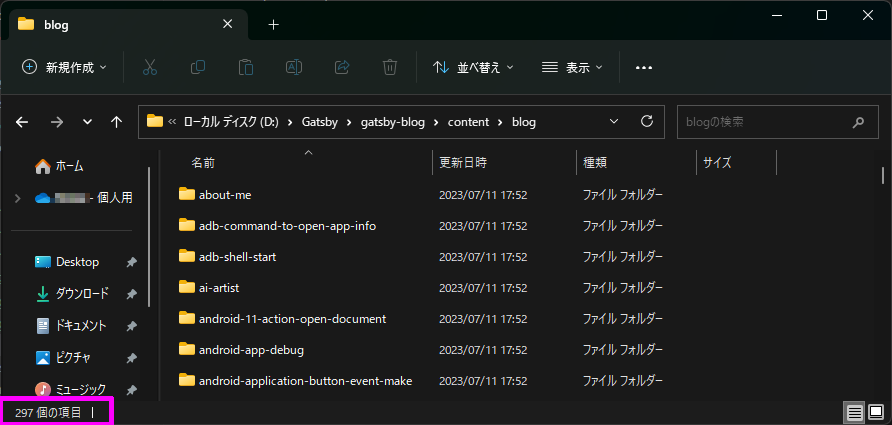 blog
新規作成
並べ替え
表示
ローカル ディスク (D:) > Gatsby > gatsby-blog > content > blog
blogの検索
名前 更新日時 種類 サイズ
ホーム
- 個人用
Desktop
ダウンロード
ドキュメント
ピクチャ
ミュージック
about-me 2023/07/11 17:52 ファイル フォルダー
adb-command-to-open-app-info 2023/07/11 17:52 ファイル フォルダー
adb-shell-start 2023/07/11 17:52 ファイル フォルダー
ai-artist 2023/07/11 17:52 ファイル フォルダー
android-11-action-open-document 2023/07/11 17:52 ファイル フォルダー
android-app-debug 2023/07/11 17:52 ファイル フォルダー
android-application-button-event-make 2023/07/11 17:52 ファイル フォルダー
297 個の項目